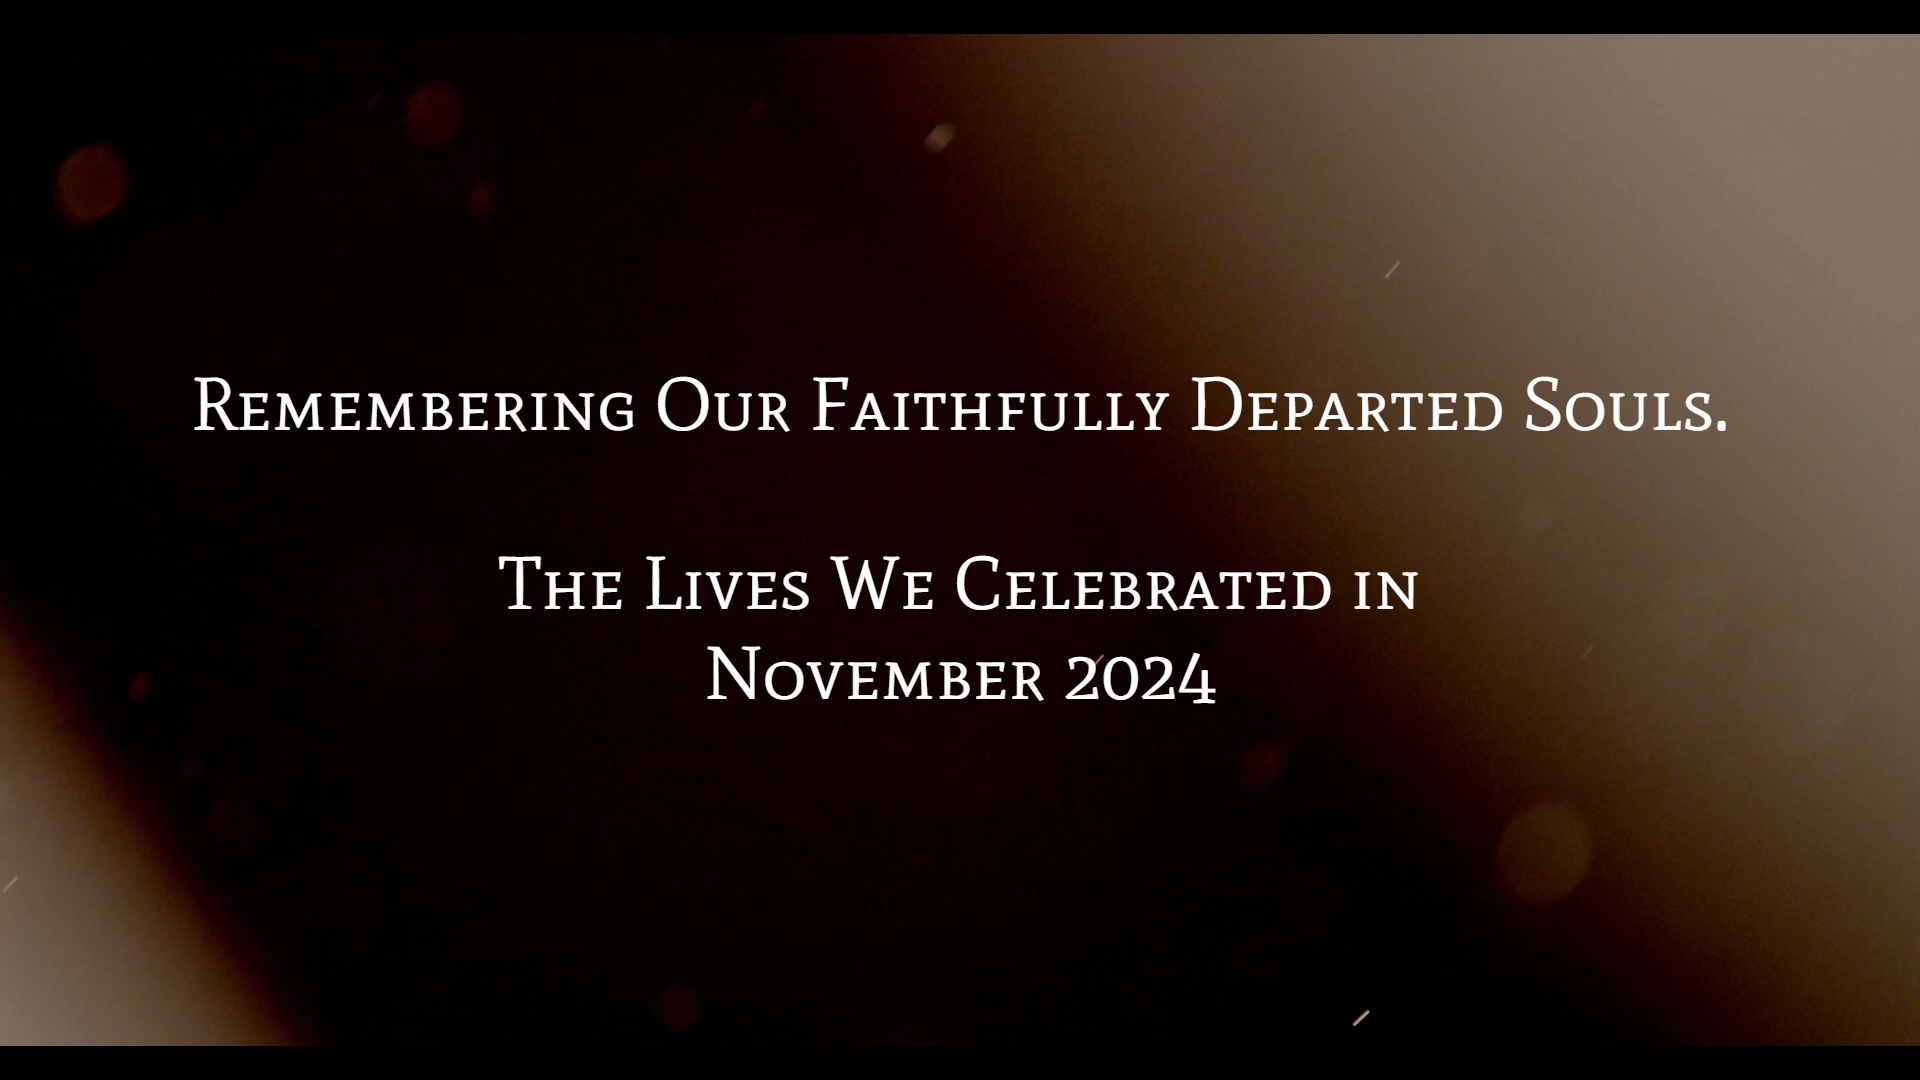 Remembering Our Faithfully Departed Souls.
The Lives We Celebrated in
November 2024